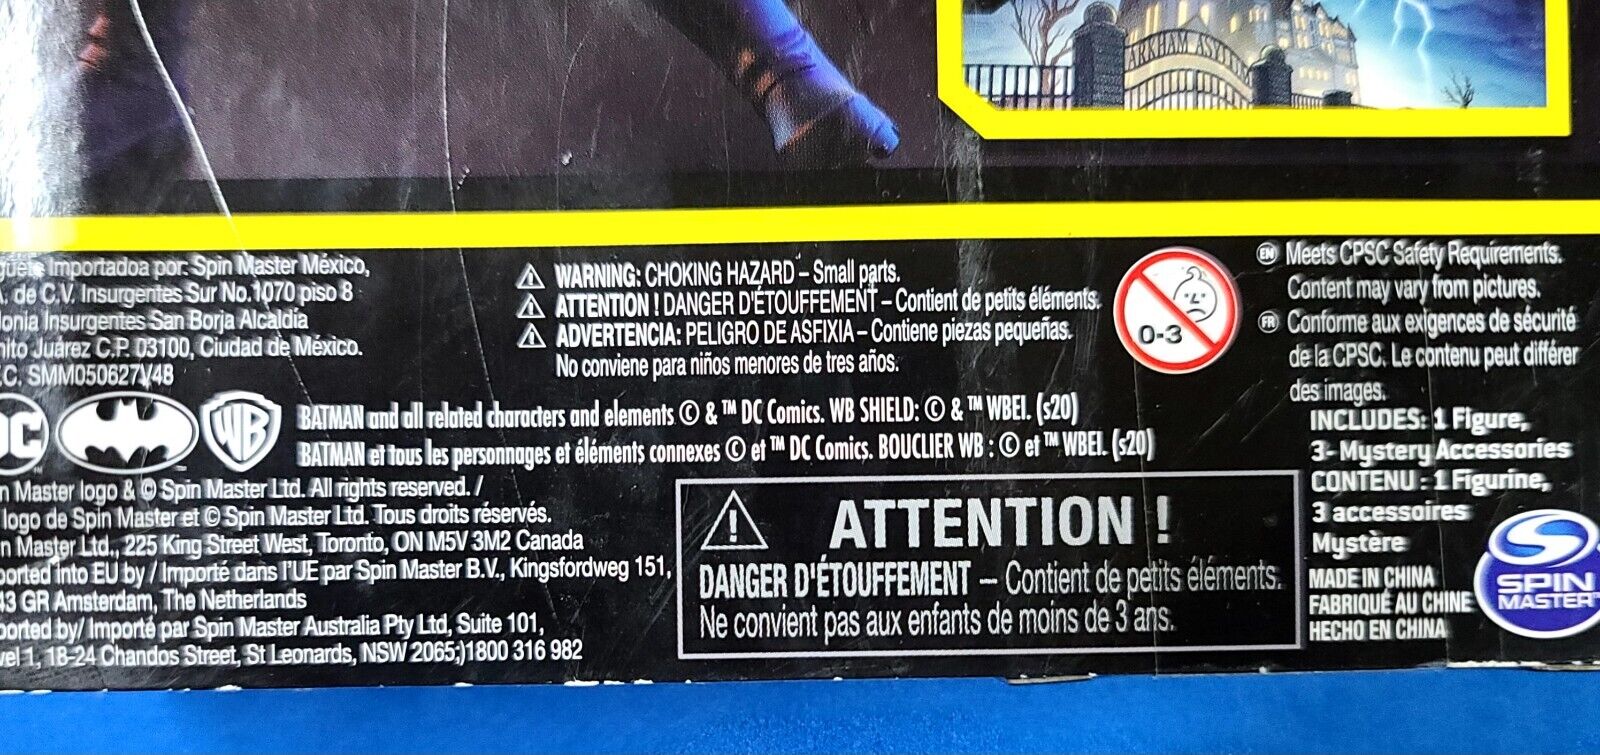 ARKHAM ASYLUM
Importadoa por: Spin Master México,
de C.V. Insurgentes Sur No.1070 piso 8
Insurgentes San Borja Alcaldía
Juárez C.P. 03100, Ciudad de México.
C. SMM050627V48
⚠ WARNING: CHOKING HAZARD – Small parts.
⚠ ATTENTION ! DANGER D'ÉTOUFFEMENT – Contient de petits éléments.
⚠ ADVERTENCIA: PELIGRO DE ASFIXIA – Contiene piezas pequeñas.
No conviene para niños menores de tres años.
0-3
EN Meets CPSC Safety Requirements.
Content may vary from pictures.
FR Conforme aux exigences de sécurité
de la CPSC. Le contenu peut différer
des images.
WB
BATMAN and all related characters and elements © & ™ DC Comics. WB SHIELD: © & ™ WBEI. (s20)
BATMAN et tous les personnages et éléments connexes © et ™ DC Comics. BOUCLIER WB : © et ™ WBEI. (s20)
Master logo & © Spin Master Ltd. All rights reserved. /
logo de Spin Master et © Spin Master Ltd. Tous droits réservés.
Master Ltd., 225 King Street West, Toronto, ON M5V 3M2 Canada
into EU by / Importé dans l'UE par Spin Master B.V., Kingsfordweg 151,
43 GR Amsterdam, The Netherlands
by/ Importé par Spin Master Australia Pty Ltd, Suite 101,
1, 18-24 Chandos Street, St Leonards, NSW 2065;)1800 316 982
⚠ ATTENTION !
DANGER D'ÉTOUFFEMENT – Contient de petits éléments.
Ne convient pas aux enfants de moins de 3 ans.
INCLUDES: 1 Figure,
3- Mystery Accessories
CONTENU : 1 Figurine,
3 accessoires
Mystère
MADE IN CHINA
FABRIQUÉ AU CHINE
HECHO EN CHINA
SPIN
MASTER™